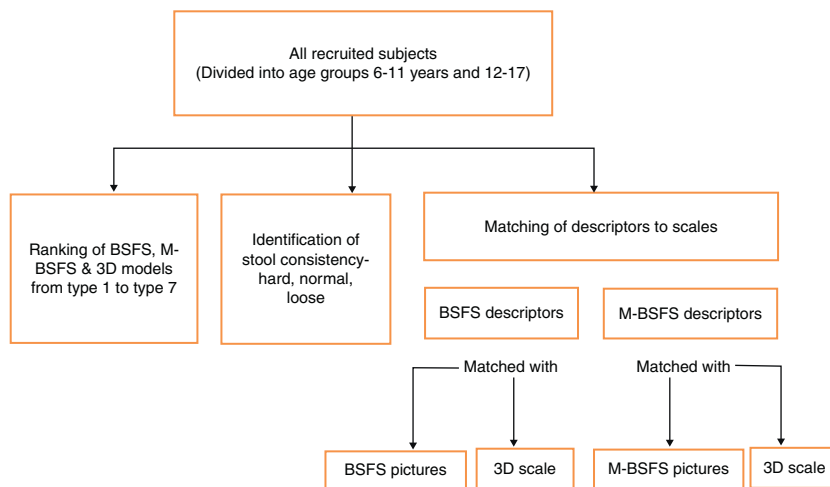 All recruited subjects
(Divided into age groups 6-11 years and 12-17)
Ranking of BSFS, M-
BSFS & 3D models
from type 1 to type 7
Identification of
stool consistency-
hard, normal,
loose
Matching of descriptors to scales
BSFS descriptors
M-BSFS descriptors
Matched with
Matched with
BSFS pictures
3D scale
M-BSFS pictures
3D scale